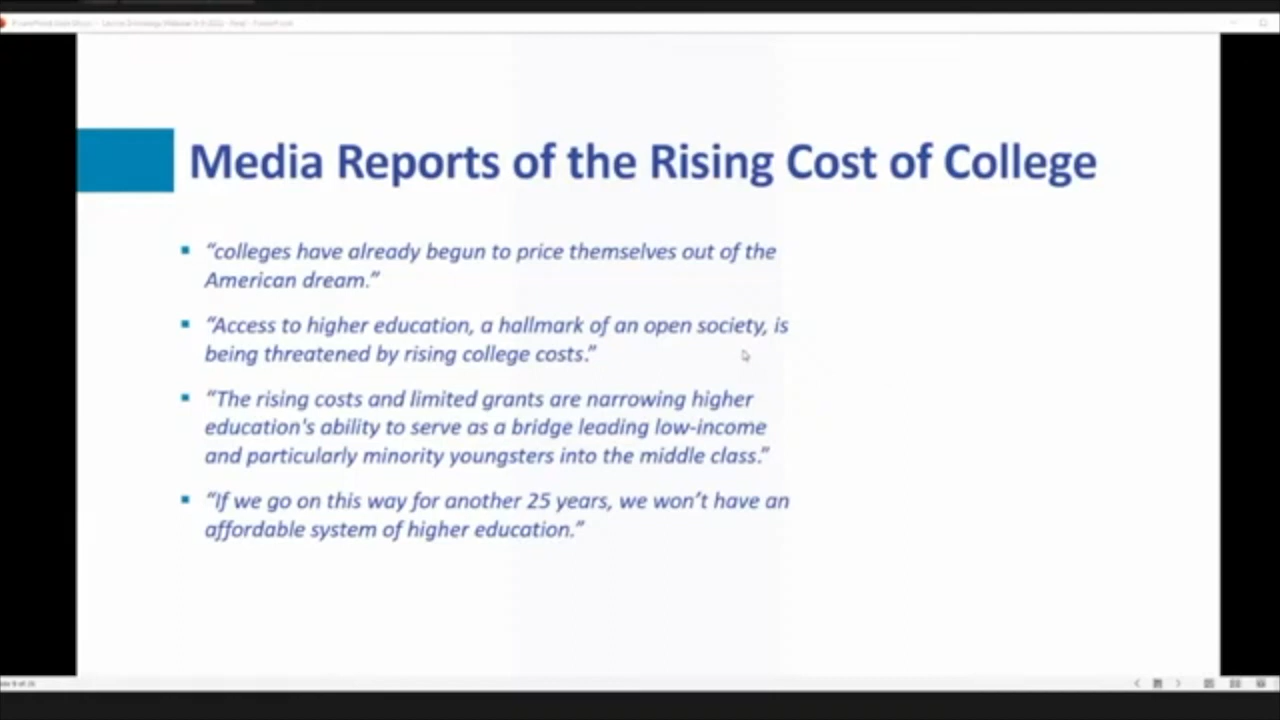 Media Reports of the Rising Cost of College
“colleges have already begun to price themselves out of the
American dream.”
“Access to higher education, a hallmark of an open society, is
being threatened by rising college costs.”
“The rising costs and limited grants are narrowing higher
education's ability to serve as a bridge leading low-income
and particularly minority youngsters into the middle class.”
“If we go on this way for another 25 years, we won’t have an
affordable system of higher education.”